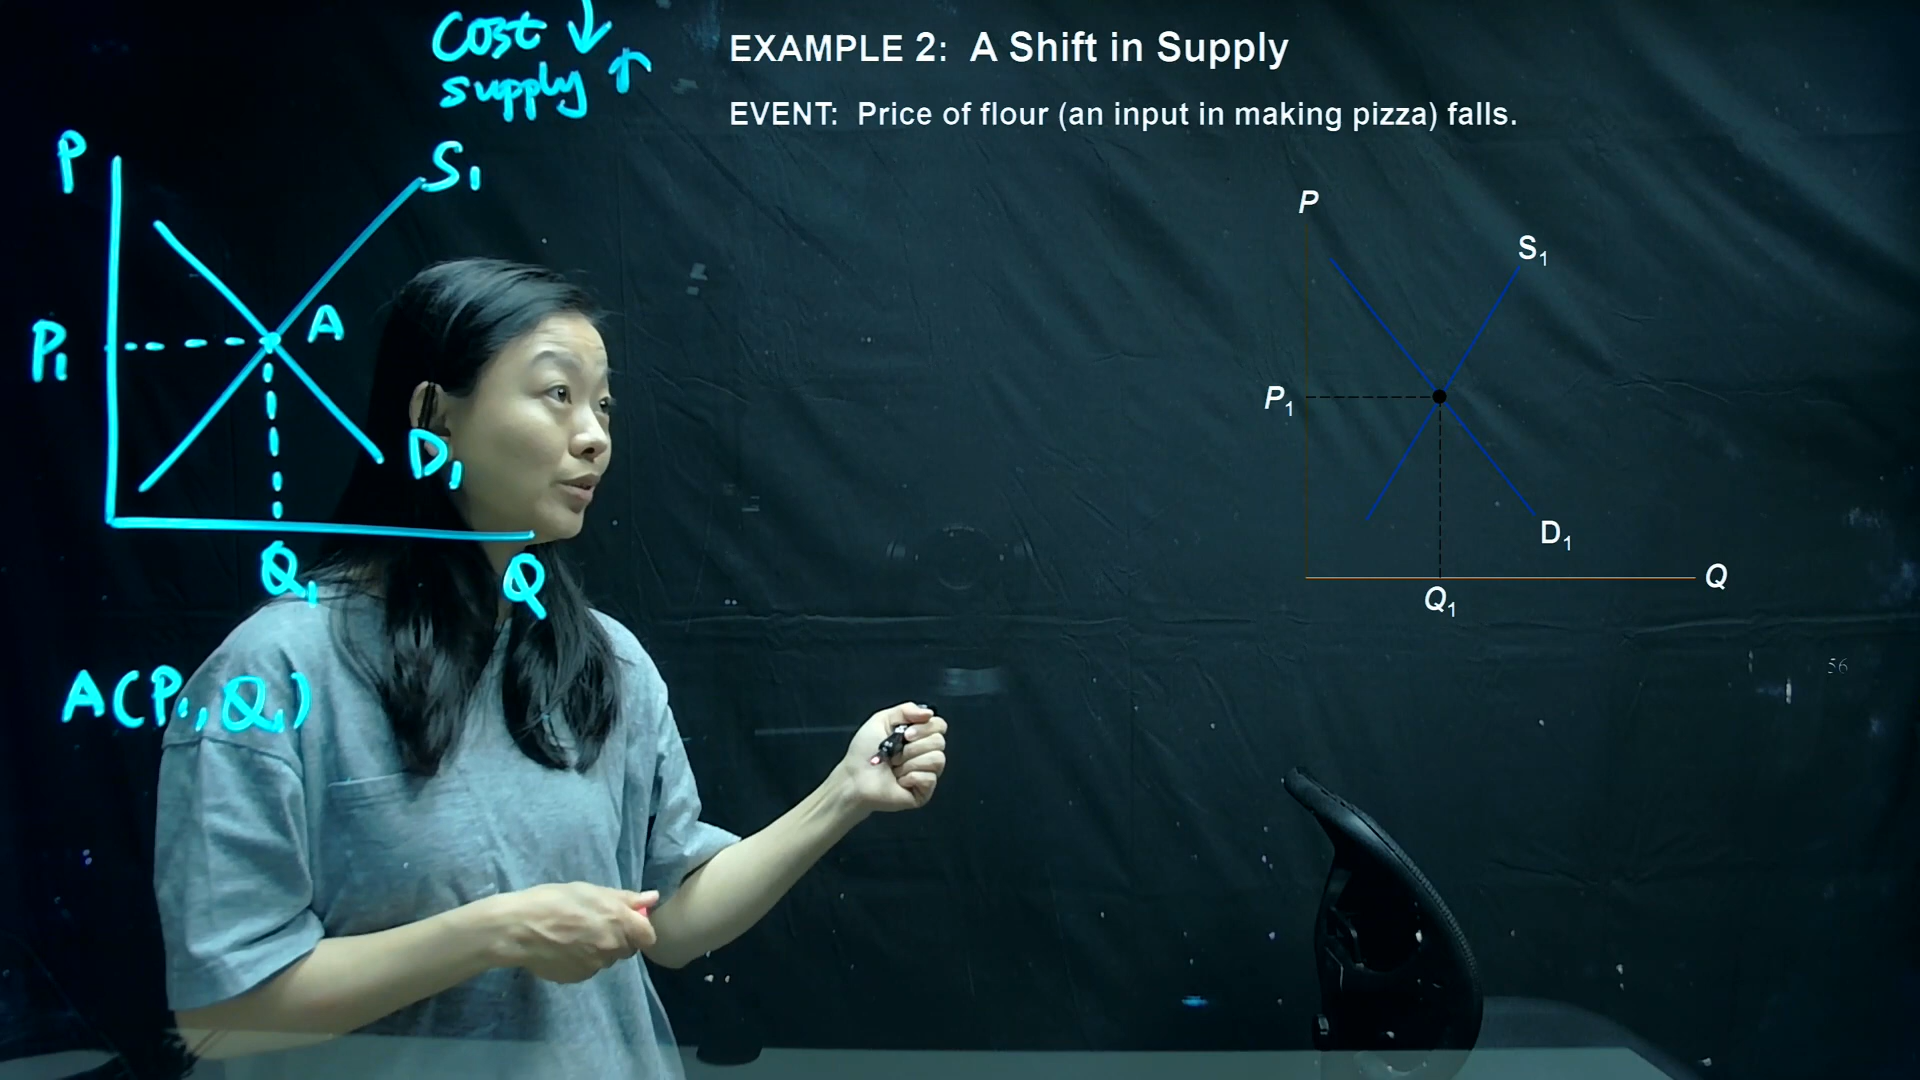 Cost ↓
supply ↑
P
S₁
A
P₁
D₁
Q₁
Q
A(P₁, Q₁)
EXAMPLE 2: A Shift in Supply
EVENT: Price of flour (an input in making pizza) falls.
P
S₁
P₁
D₁
Q
Q₁
56